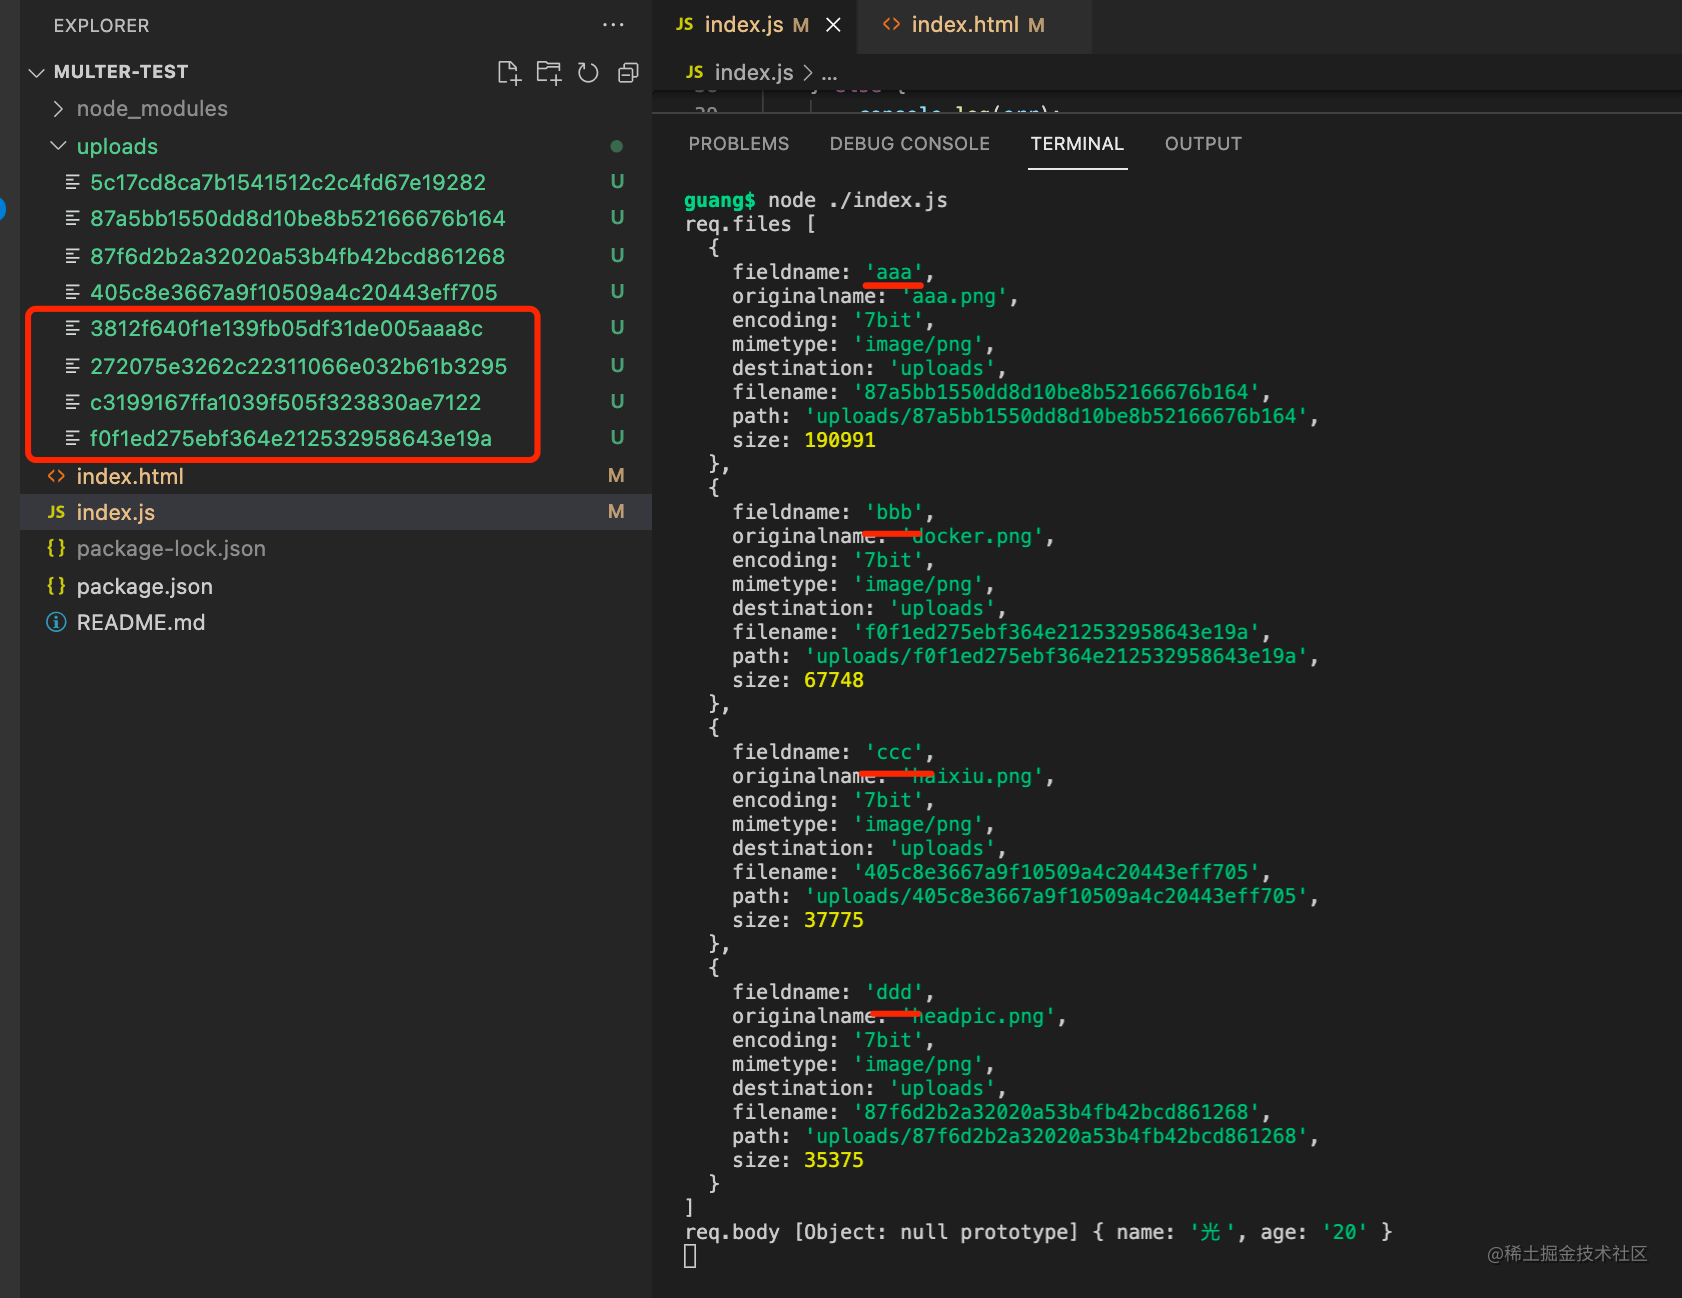 EXPLORER
MULTER-TEST
node_modules
uploads
5c17cd8ca7b1541512c2c4fd67e19282 U
87a5bb1550dd8d10be8b52166676b164 U
87f6d2b2a32020a53b4fb42bcd861268 U
405c8e3667a9f10509a4c20443eff705 U
3812f640f1e139fb05df31de005aaa8c U
272075e3262c22311066e032b61b3295 U
c3199167ffa1039f505f323830ae7122 U
f0f1ed275ebf364e212532958643e19a U
index.html M
JS index.js M
{} package-lock.json
{} package.json
README.md
JS index.js M
<> index.html M
JS index.js > ...
console.log(err);
PROBLEMS DEBUG CONSOLE TERMINAL OUTPUT
guang$ node ./index.js
req.files [
{
fieldname: 'aaa',
originalname: 'aaa.png',
encoding: '7bit',
mimetype: 'image/png',
destination: 'uploads',
filename: '87a5bb1550dd8d10be8b52166676b164',
path: 'uploads/87a5bb1550dd8d10be8b52166676b164',
size: 190991
},
{
fieldname: 'bbb',
originalname: 'docker.png',
encoding: '7bit',
mimetype: 'image/png',
destination: 'uploads',
filename: 'f0f1ed275ebf364e212532958643e19a',
path: 'uploads/f0f1ed275ebf364e212532958643e19a',
size: 67748
},
{
fieldname: 'ccc',
originalname: 'haixiu.png',
encoding: '7bit',
mimetype: 'image/png',
destination: 'uploads',
filename: '405c8e3667a9f10509a4c20443eff705',
path: 'uploads/405c8e3667a9f10509a4c20443eff705',
size: 37775
},
{
fieldname: 'ddd',
originalname: 'headpic.png',
encoding: '7bit',
mimetype: 'image/png',
destination: 'uploads',
filename: '87f6d2b2a32020a53b4fb42bcd861268',
path: 'uploads/87f6d2b2a32020a53b4fb42bcd861268',
size: 35375
}
]
req.body [Object: null prototype] { name: '光', age: '20' }
@稀土掘金技术社区